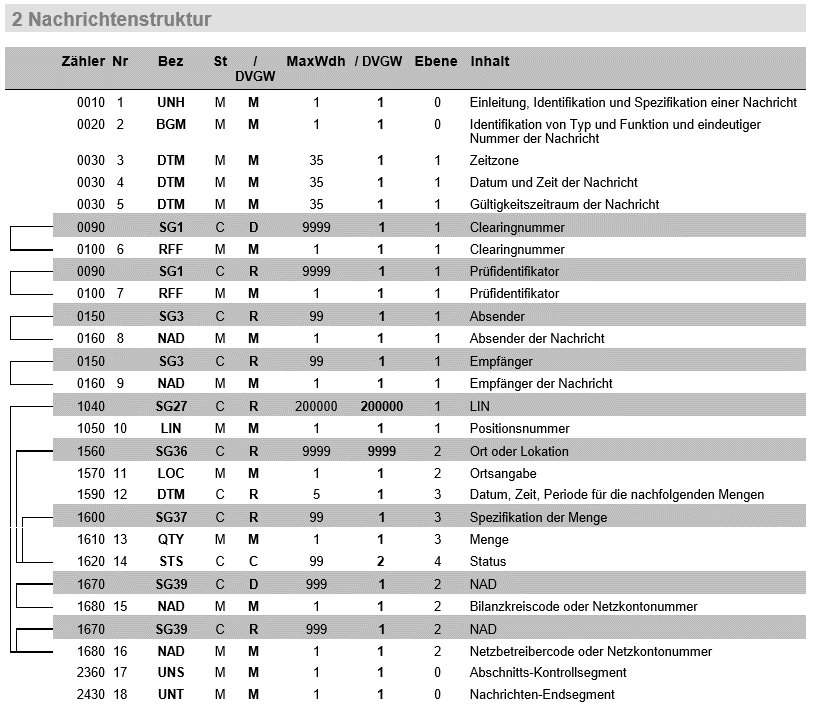 2 Nachrichtenstruktur
Zähler Nr Bez St / MaxWdh / DVGW Ebene Inhalt
DVGW
0010 1 UNH M M 1 1 0 Einleitung, Identifikation und Spezifikation einer Nachricht
0020 2 BGM M M 1 1 0 Identifikation von Typ und Funktion und eindeutiger
Nummer der Nachricht
0030 3 DTM M M 35 1 1 Zeitzone
0030 4 DTM M M 35 1 1 Datum und Zeit der Nachricht
0030 5 DTM M M 35 1 1 Gültigkeitszeitraum der Nachricht
0090 SG1 C D 9999 1 1 Clearingnummer
0100 6 RFF M M 1 1 1 Clearingnummer
0090 SG1 C R 9999 1 1 Prüfidentifikator
0100 7 RFF M M 1 1 1 Prüfidentifikator
0150 SG3 C R 99 1 1 Absender
0160 8 NAD M M 1 1 1 Absender der Nachricht
0150 SG3 C R 99 1 1 Empfänger
0160 9 NAD M M 1 1 1 Empfänger der Nachricht
1040 SG27 C R 200000 200000 1 LIN
1050 10 LIN M M 1 1 1 Positionsnummer
1560 SG36 C R 9999 9999 2 Ort oder Lokation
1570 11 LOC M M 1 1 2 Ortsangabe
1590 12 DTM C R 5 1 3 Datum, Zeit, Periode für die nachfolgenden Mengen
1600 SG37 C R 99 1 3 Spezifikation der Menge
1610 13 QTY M M 1 1 3 Menge
1620 14 STS C C 99 2 4 Status
1670 SG39 C D 999 1 2 NAD
1680 15 NAD M M 1 1 2 Bilanzkreiscode oder Netzkontonummer
1670 SG39 C R 999 1 2 NAD
1680 16 NAD M M 1 1 2 Netzbetreibercode oder Netzkontonummer
2360 17 UNS M M 1 1 0 Abschnitts-Kontrollsegment
2430 18 UNT M M 1 1 0 Nachrichten-Endsegment